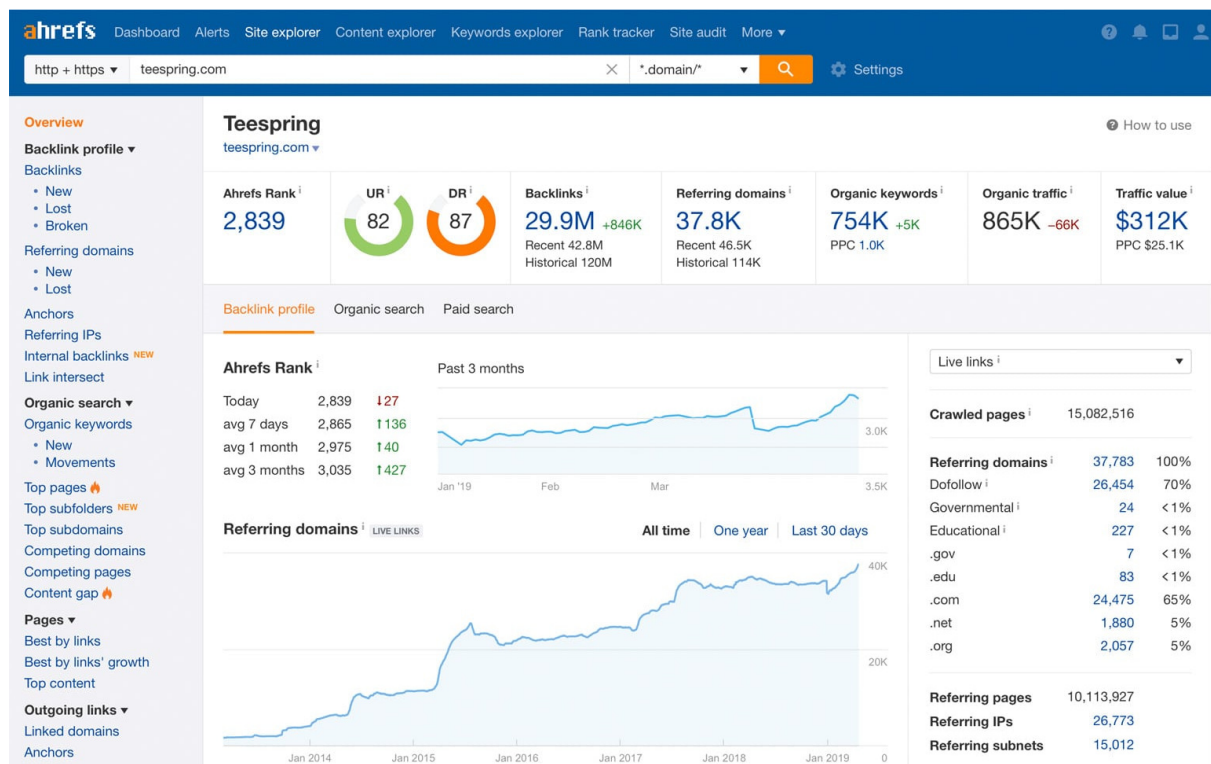 ahrefs Dashboard Alerts Site explorer Content explorer Keywords explorer Rank tracker Site audit More ▾
http + https ▾ teespring.com × *.domain/* ▾ Settings
Overview
Backlink profile ▾
Backlinks
• New
• Lost
• Broken
Referring domains
• New
• Lost
Anchors
Referring IPs
Internal backlinks NEW
Link intersect
Organic search ▾
Organic keywords
• New
• Movements
Top pages
Top subfolders NEW
Top subdomains
Competing domains
Competing pages
Content gap
Pages ▾
Best by links
Best by links' growth
Top content
Outgoing links ▾
Linked domains
Anchors
Teespring
teespring.com ▾
How to use
Ahrefs Rank i
2,839
UR i
82
DR i
87
Backlinks i
29.9M +846K
Recent 42.8M
Historical 120M
Referring domains i
37.8K
Recent 46.5K
Historical 114K
Organic keywords i
754K +5K
PPC 1.0K
Organic traffic i
865K -66K
Traffic value i
$312K
PPC $25.1K
Backlink profile Organic search Paid search
Ahrefs Rank i
Today 2,839 ↓27
avg 7 days 2,865 ↑136
avg 1 month 2,975 ↑40
avg 3 months 3,035 ↑427
Past 3 months
3.0K
Jan '19 Feb Mar 3.5K
Referring domains i LIVE LINKS All time One year Last 30 days
40K
20K
Jan 2014 Jan 2015 Jan 2016 Jan 2017 Jan 2018 Jan 2019 0
Live links i ▾
Crawled pages i 15,082,516
Referring domains i 37,783 100%
Dofollow i 26,454 70%
Governmental i 24 <1%
Educational i 227 <1%
.gov 7 <1%
.edu 83 <1%
.com 24,475 65%
.net 1,880 5%
.org 2,057 5%
Referring pages 10,113,927
Referring IPs 26,773
Referring subnets 15,012